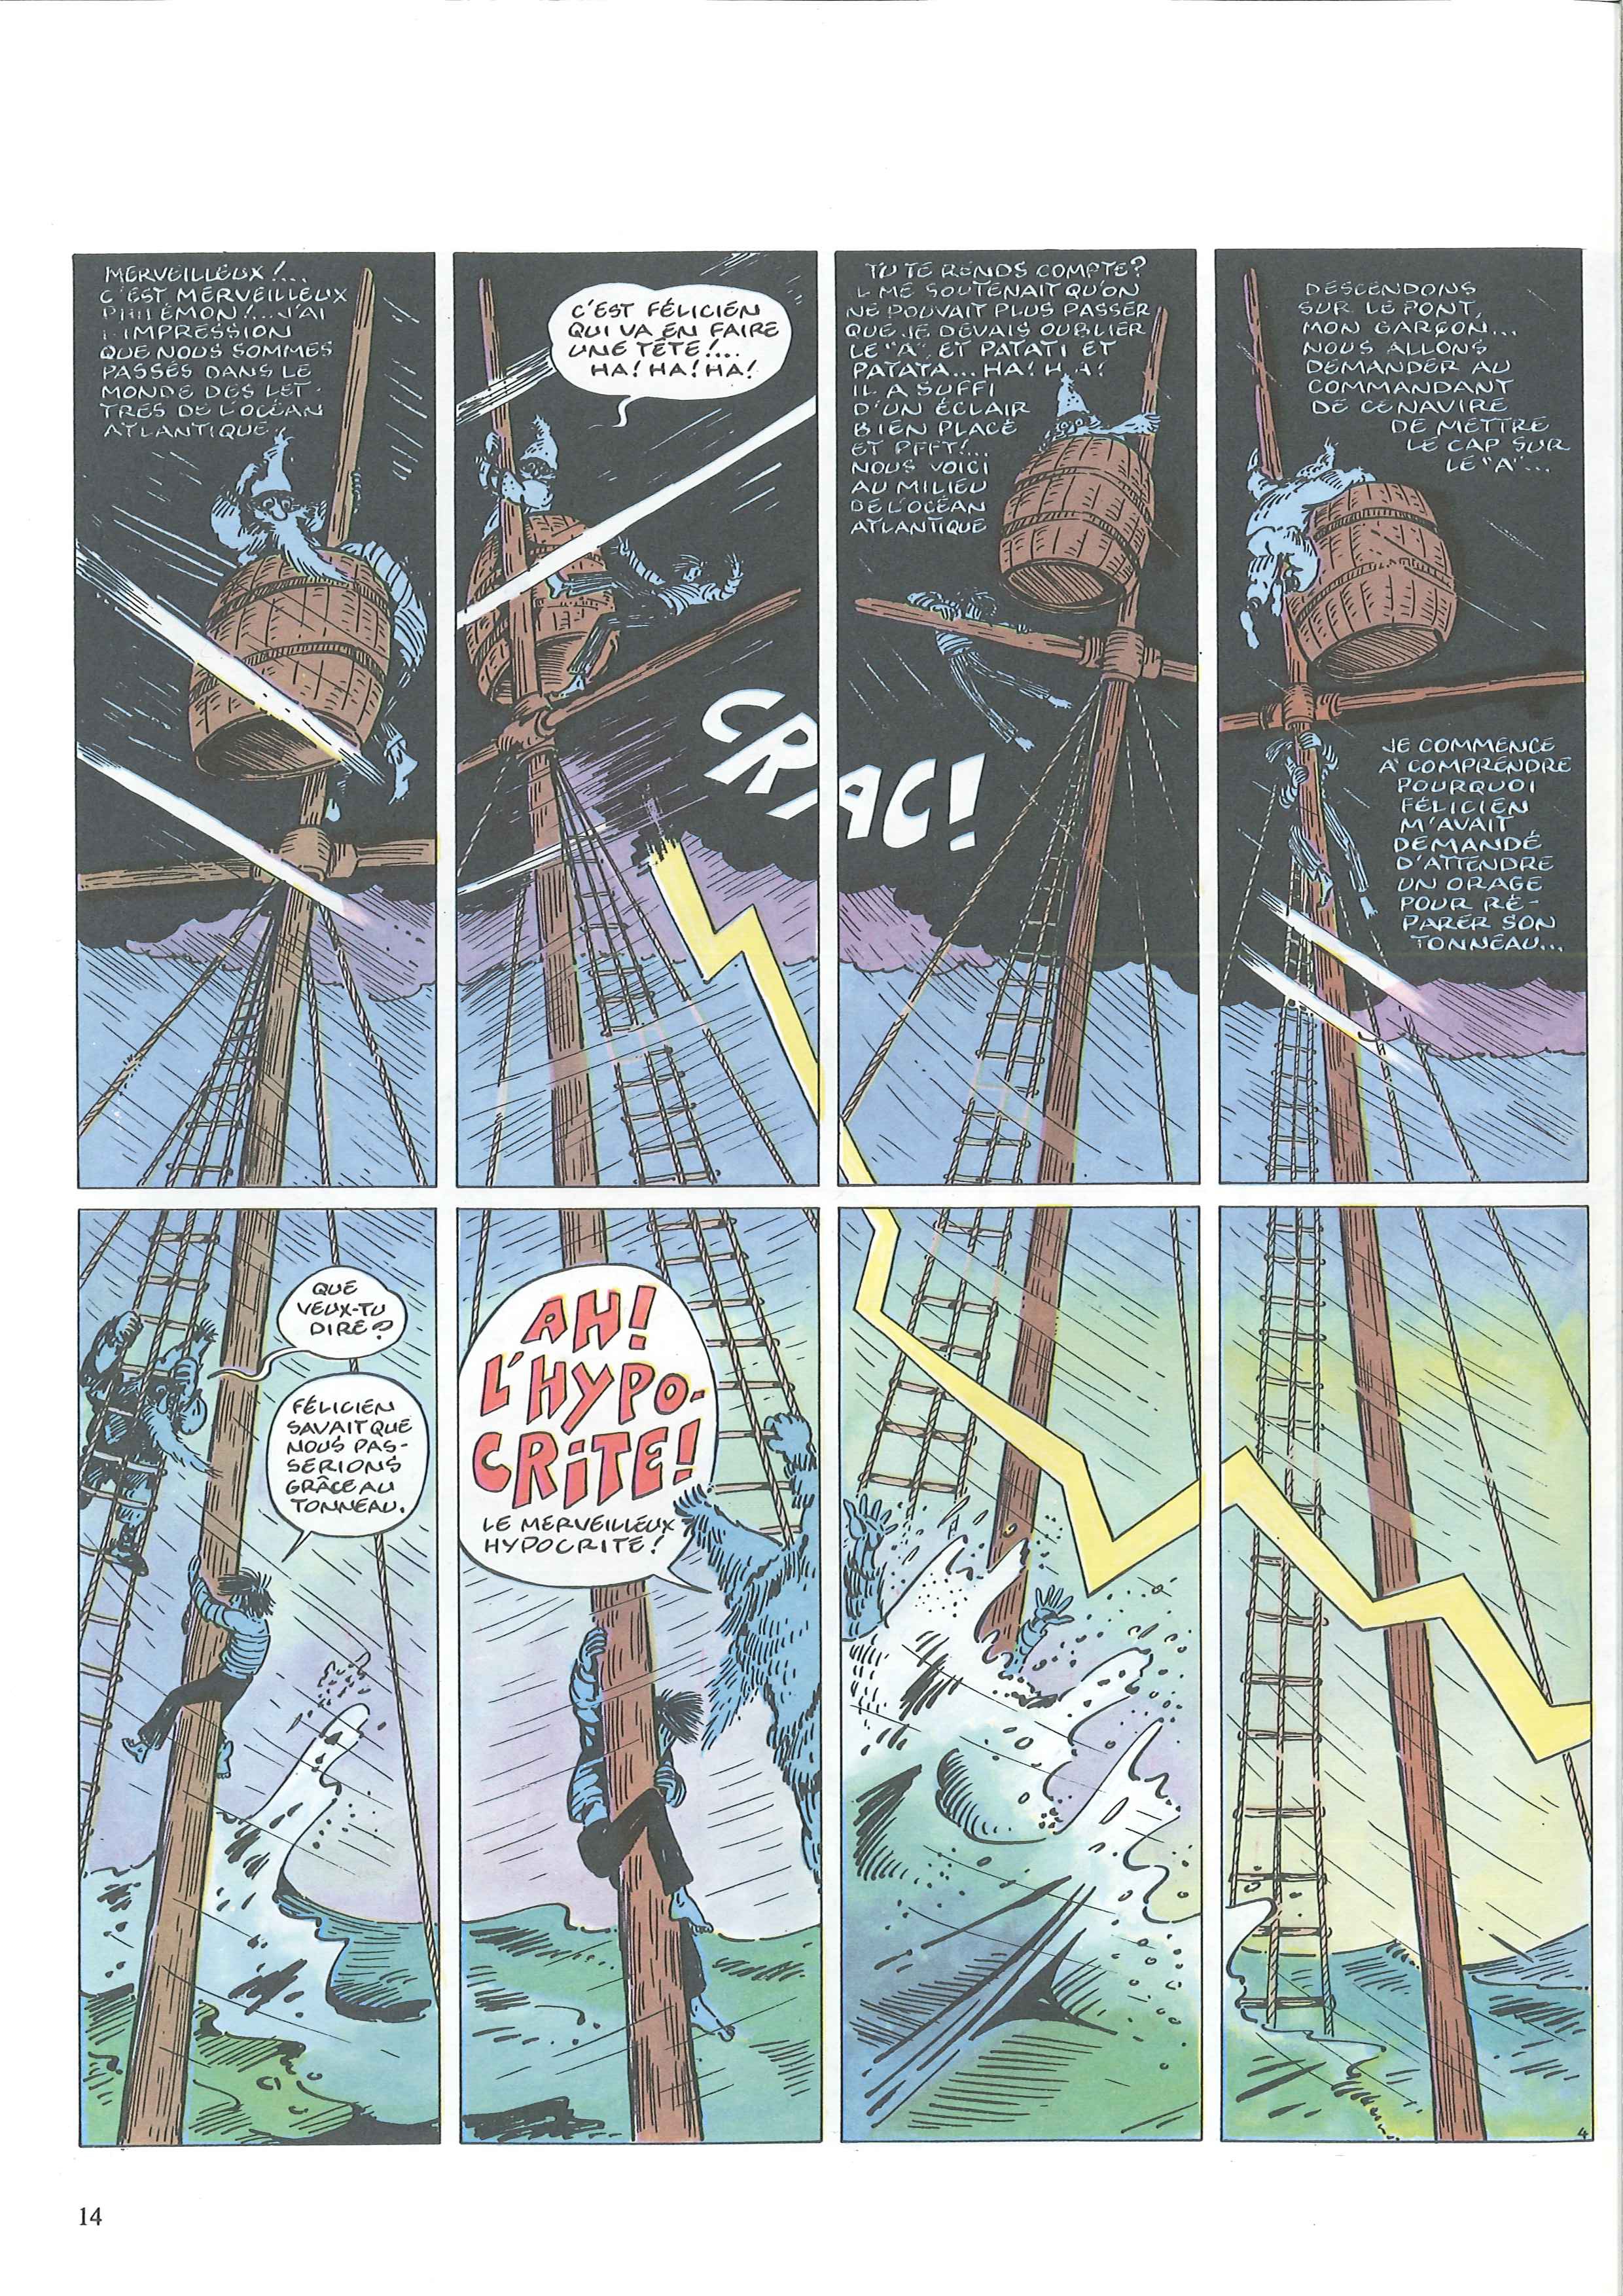 MERVEILLEUX!...
C'EST MERVEILLEUX
PHILÉMON!... J'AI
L'IMPRESSION
QUE NOUS SOMMES
PASSÉS DANS LE
MONDE DES LET-
TRES DE L'OCÉAN
ATLANTIQUE!
C'EST FÉLICIEN
QUI VA EN FAIRE
UNE TÊTE!...
HA! HA! HA!
TU TE RENDS COMPTE?
IL ME SOUTENAIT QU'ON
NE POUVAIT PLUS PASSER
QUE JE DEVAIS OUBLIER
LE "A" ET PATATI ET
PATATA... HA! HA!
IL A SUFFI
D'UN ÉCLAIR
BIEN PLACÉ
ET PFFT!...
NOUS VOICI
AU MILIEU
DE L'OCÉAN
ATLANTIQUE
CRAC!
DESCENDONS
SUR LE PONT,
MON GARÇON...
NOUS ALLONS
DEMANDER AU
COMMANDANT
DE CE NAVIRE
DE METTRE
LE CAP SUR
LE "A"...
JE COMMENCE
À COMPRENDRE
POURQUOI
FÉLICIEN
M'AVAIT
DEMANDÉ
D'ATTENDRE
UN ORAGE
POUR RÉ-
PARER SON
TONNEAU...
QUE
VEUX-TU
DIRE?
FÉLICIEN
SAVAIT QUE
NOUS PAS-
SERIONS
GRÂCE AU
TONNEAU.
AH!
L'HYPO-
CRITE!
LE MERVEILLEUX
HYPOCRITE!
4
14